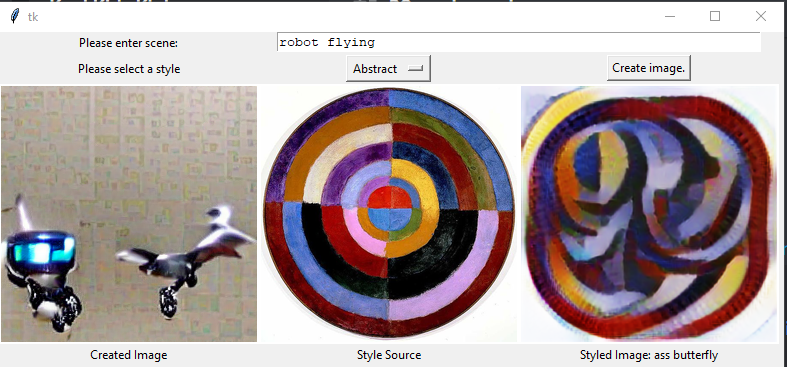 tk
Please enter scene: robot flying
Please select a style Abstract Create image.
Created Image Style Source Styled Image: ass butterfly